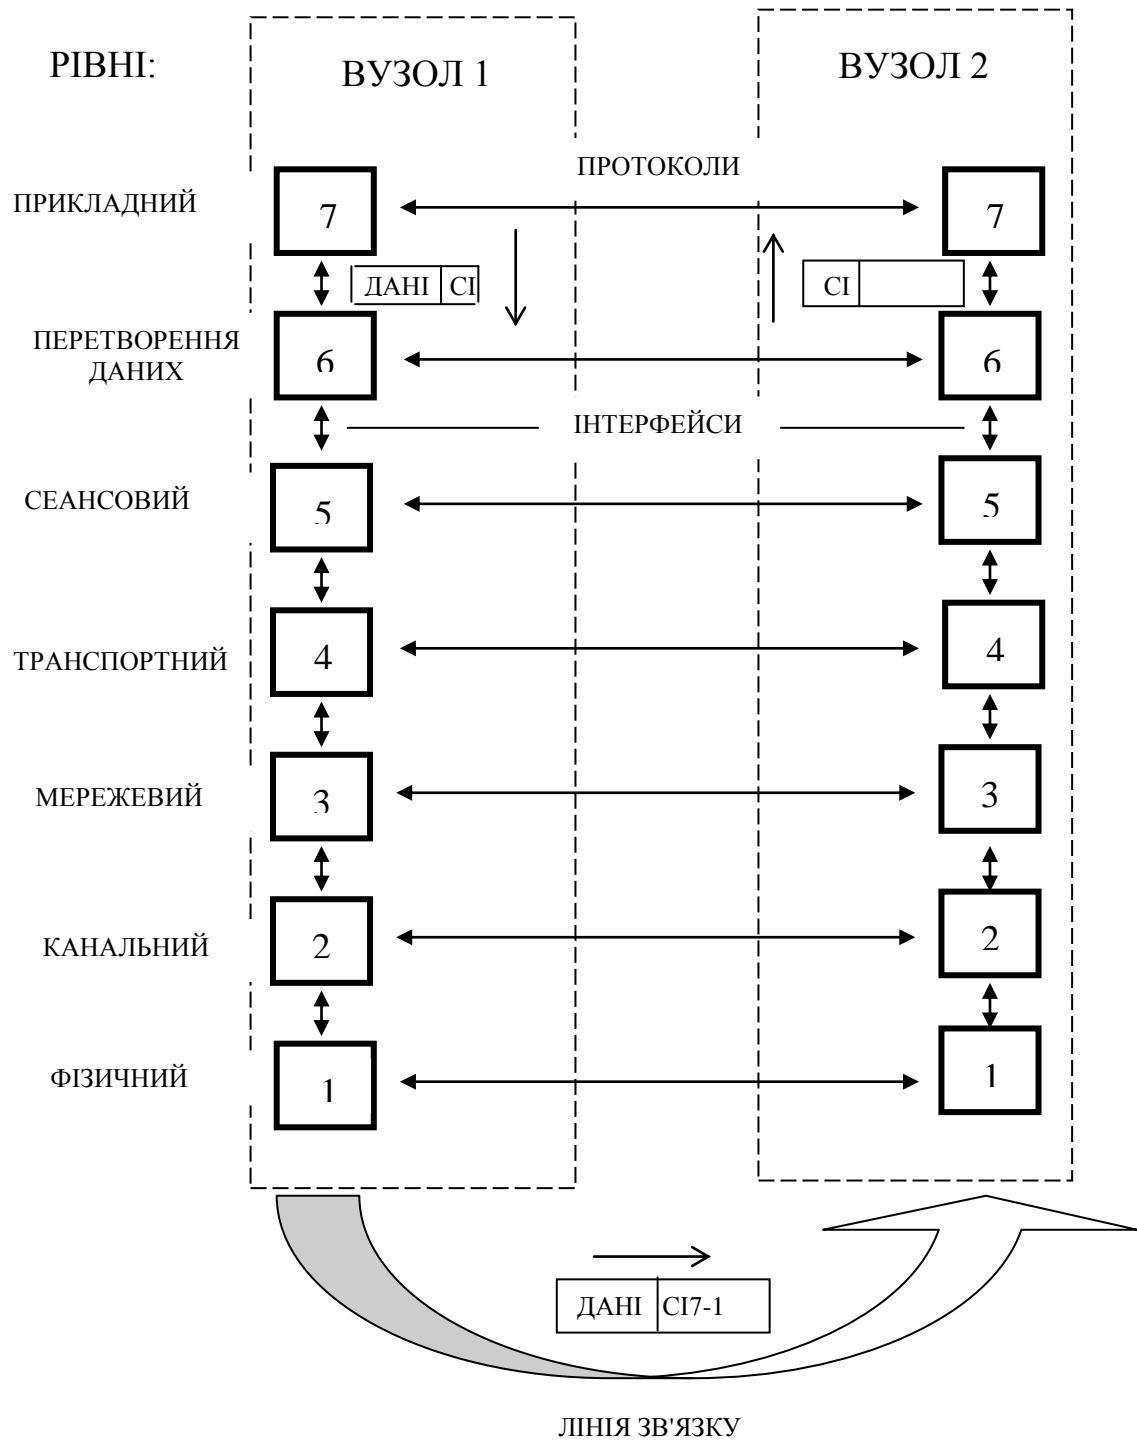 РІВНІ:
ВУЗОЛ 1
ВУЗОЛ 2
ПРОТОКОЛИ
ПРИКЛАДНИЙ
7
7
ДАНІ СІ
СІ
ПЕРЕТВОРЕННЯ
ДАНИХ
6
6
ІНТЕРФЕЙСИ
СЕАНСОВИЙ
5
5
ТРАНСПОРТНИЙ
4
4
МЕРЕЖЕВИЙ
3
3
КАНАЛЬНИЙ
2
2
ФІЗИЧНИЙ
1
1
ДАНІ СІ7-1
ЛІНІЯ ЗВ'ЯЗКУ